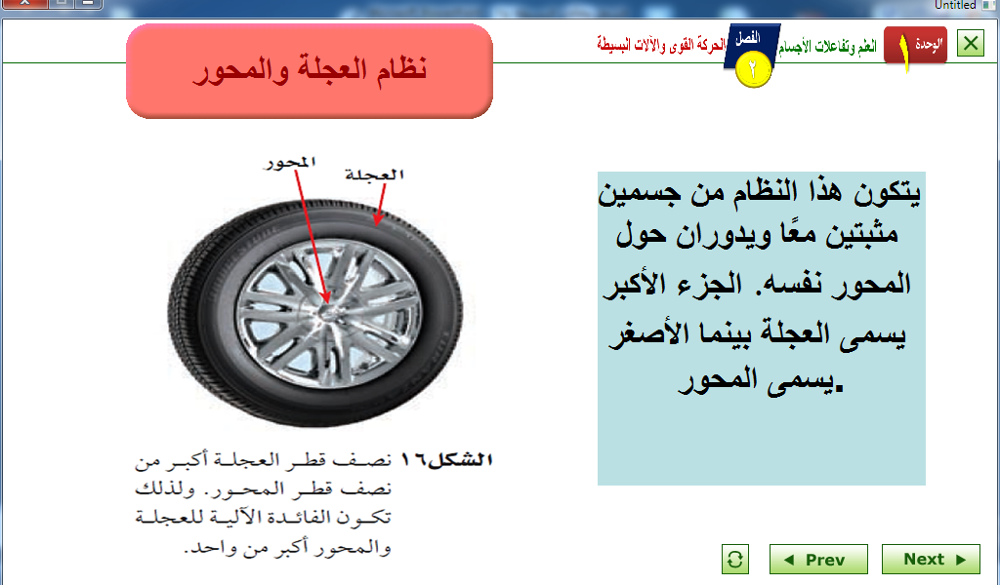 Untitled
الوحدة ١
العلم وتفاعلات الأجسام
الفصل ٢
الحركة القوى والآلات البسيطة
نظام العجلة والمحور
يتكون هذا النظام من جسمين
مثبتين معًا ويدوران حول
المحور نفسه. الجزء الأكبر
يسمى العجلة بينما الأصغر
يسمى المحور.
المحور
العجلة
الشكل١٦ نصف قطر العجلة أكبر من
نصف قطر المحور. ولذلك
تكون الفائدة الآلية للعجلة
والمحور أكبر من واحد.
Prev
Next